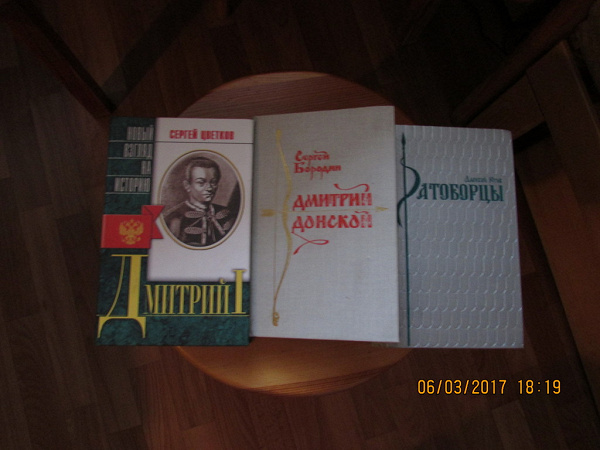 НОВЫЙ
ВЗГЛЯД
НА
ИСТОРИЮ
СЕРГЕЙ ЦВЕТКОВ
ДМИТРИЙ I
Сергей
Бородин
ДМИТРИЙ
ДОНСКОЙ
РАТОБОРЦЫ
06/03/2017 18:19